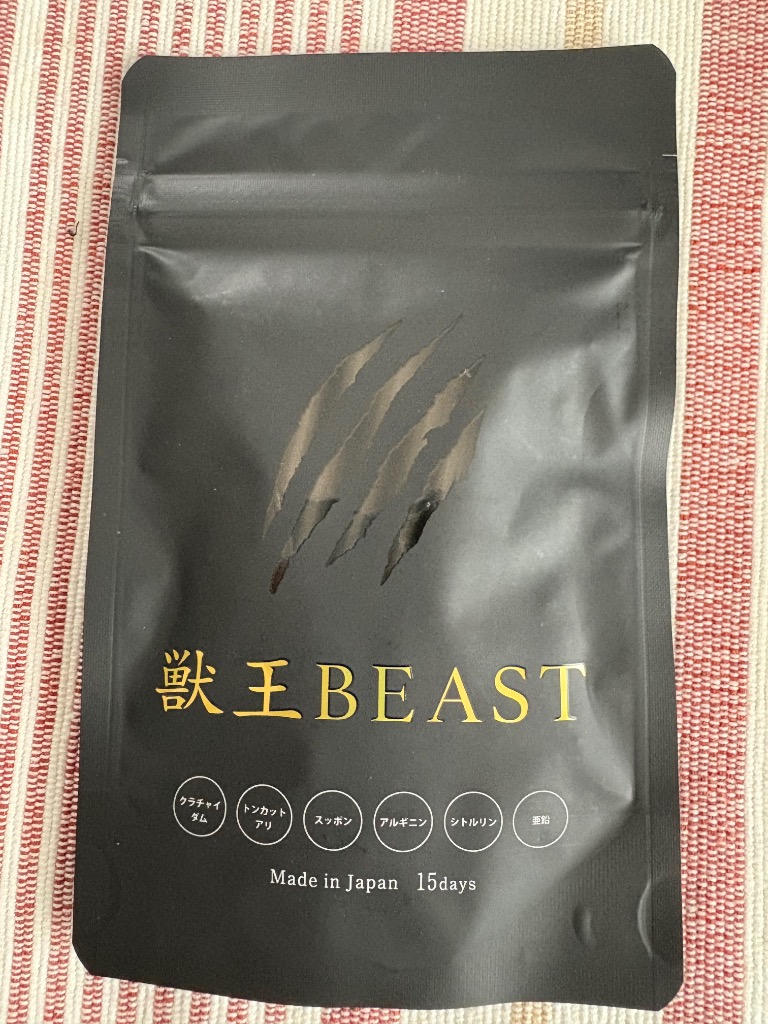 獣王BEAST
クラチャイ
ダム
トンカット
アリ
スッポン
アルギニン
シトルリン
亜鉛
Made in Japan 15days